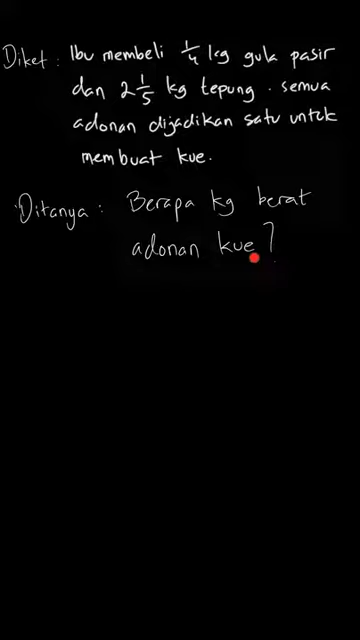 Diket : Ibu membeli 1/4 kg gula pasir
dan 2 1/5 kg tepung . semua
adonan dijadikan satu untuk
membuat kue.
Ditanya : Berapa kg berat
adonan kue ?